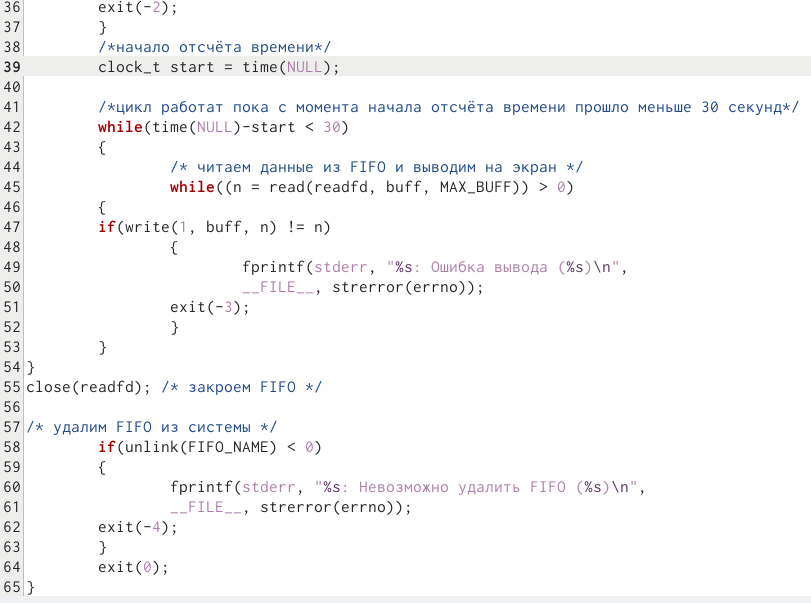 36 exit(-2);
37 }
38 /*начало отсчёта времени*/
39 clock_t start = time(NULL);
40
41 /*цикл работат пока с момента начала отсчёта времени прошло меньше 30 секунд*/
42 while(time(NULL)-start < 30)
43 {
44 /* читаем данные из FIFO и выводим на экран */
45 while((n = read(readfd, buff, MAX_BUFF)) > 0)
46 {
47 if(write(1, buff, n) != n)
48 {
49 fprintf(stderr, "%s: Ошибка вывода (%s)\n",
50 __FILE__, strerror(errno));
51 exit(-3);
52 }
53 }
54 }
55 close(readfd); /* закроем FIFO */
56
57 /* удалим FIFO из системы */
58 if(unlink(FIFO_NAME) < 0)
59 {
60 fprintf(stderr, "%s: Невозможно удалить FIFO (%s)\n",
61 __FILE__, strerror(errno));
62 exit(-4);
63 }
64 exit(0);
65 }